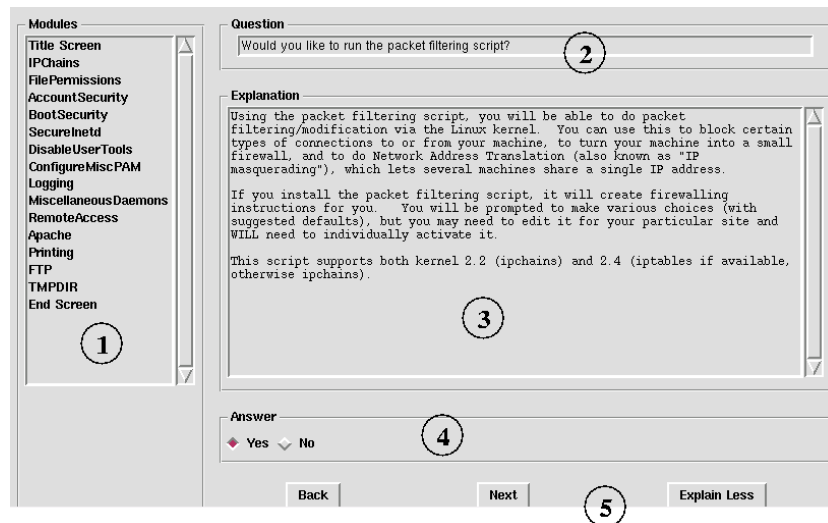 Modules
Title Screen
IPChains
FilePermissions
AccountSecurity
BootSecurity
SecureInetd
DisableUserTools
ConfigureMiscPAM
Logging
MiscellaneousDaemons
RemoteAccess
Apache
Printing
FTP
TMPDIR
End Screen
1
Question
Would you like to run the packet filtering script?
2
Explanation
Using the packet filtering script, you will be able to do packet
filtering/modification via the Linux kernel. You can use this to block certain
types of connections to or from your machine, to turn your machine into a small
firewall, and to do Network Address Translation (also known as "IP
masquerading"), which lets several machines share a single IP address.
If you install the packet filtering script, it will create firewalling
instructions for you. You will be prompted to make various choices (with
suggested defaults), but you may need to edit it for your particular site and
WILL need to individually activate it.
This script supports both kernel 2.2 (ipchains) and 2.4 (iptables if available,
otherwise ipchains).
3
Answer
Yes No
4
Back Next Explain Less
5